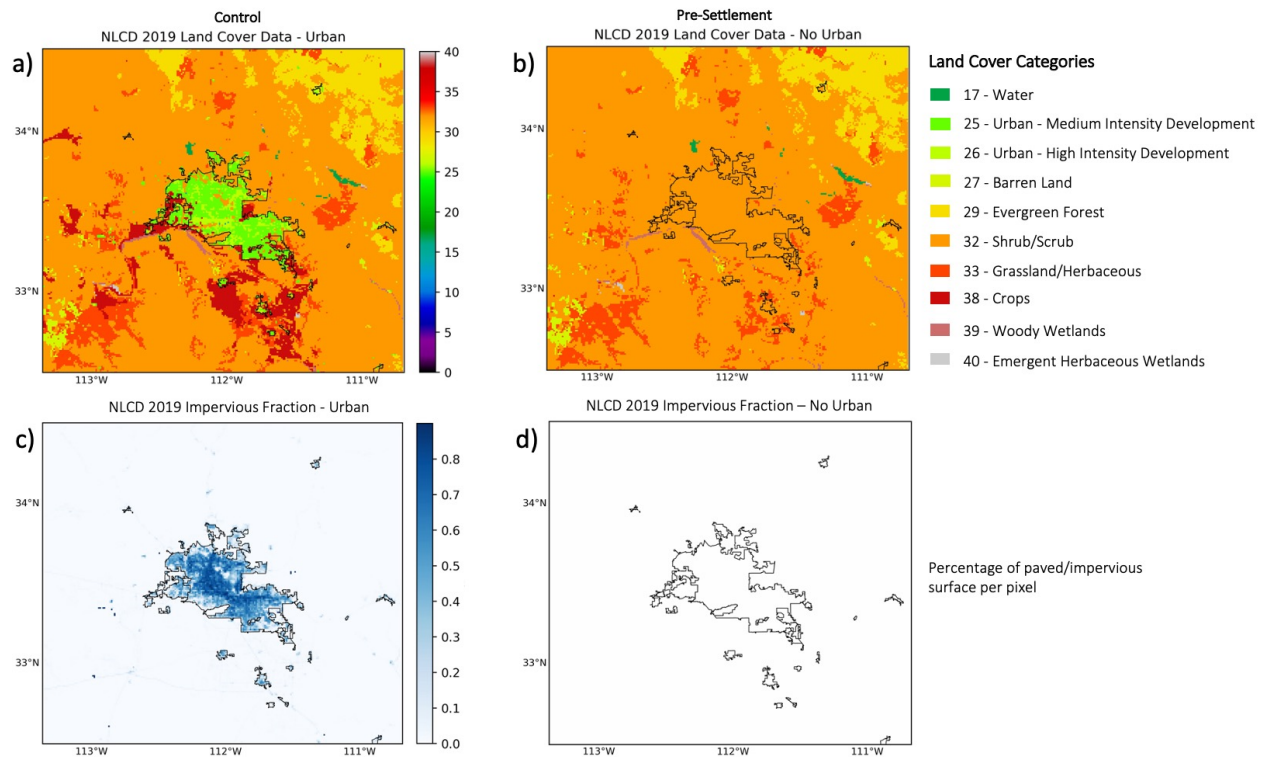 Control
NLCD 2019 Land Cover Data - Urban
Pre-Settlement
NLCD 2019 Land Cover Data - No Urban
a)
34°N
33°N
113°W
112°W
111°W
40
35
30
25
20
15
10
5
0
b)
34°N
33°N
113°W
112°W
111°W
Land Cover Categories
17 - Water
25 - Urban - Medium Intensity Development
26 - Urban - High Intensity Development
27 - Barren Land
29 - Evergreen Forest
32 - Shrub/Scrub
33 - Grassland/Herbaceous
38 - Crops
39 - Woody Wetlands
40 - Emergent Herbaceous Wetlands
NLCD 2019 Impervious Fraction - Urban
NLCD 2019 Impervious Fraction – No Urban
c)
34°N
33°N
113°W
112°W
111°W
0.8
0.7
0.6
0.5
0.4
0.3
0.2
0.1
0.0
d)
34°N
33°N
113°W
112°W
111°W
Percentage of paved/impervious
surface per pixel